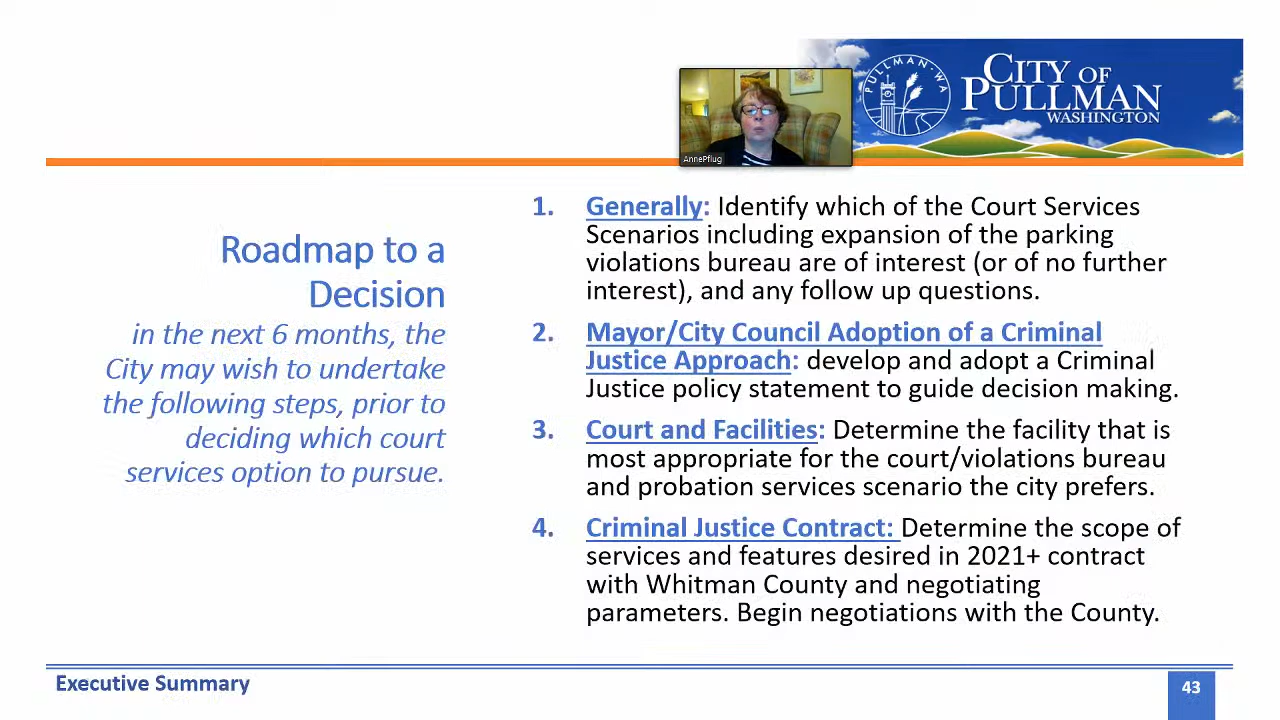 PULLMAN·WA
CITY OF
PULLMAN
WASHINGTON
AnnePflug
Roadmap to a
Decision
in the next 6 months, the
City may wish to undertake
the following steps, prior to
deciding which court
services option to pursue.
1. Generally: Identify which of the Court Services
Scenarios including expansion of the parking
violations bureau are of interest (or of no further
interest), and any follow up questions.
2. Mayor/City Council Adoption of a Criminal
Justice Approach: develop and adopt a Criminal
Justice policy statement to guide decision making.
3. Court and Facilities: Determine the facility that is
most appropriate for the court/violations bureau
and probation services scenario the city prefers.
4. Criminal Justice Contract: Determine the scope of
services and features desired in 2021+ contract
with Whitman County and negotiating
parameters. Begin negotiations with the County.
Executive Summary
43